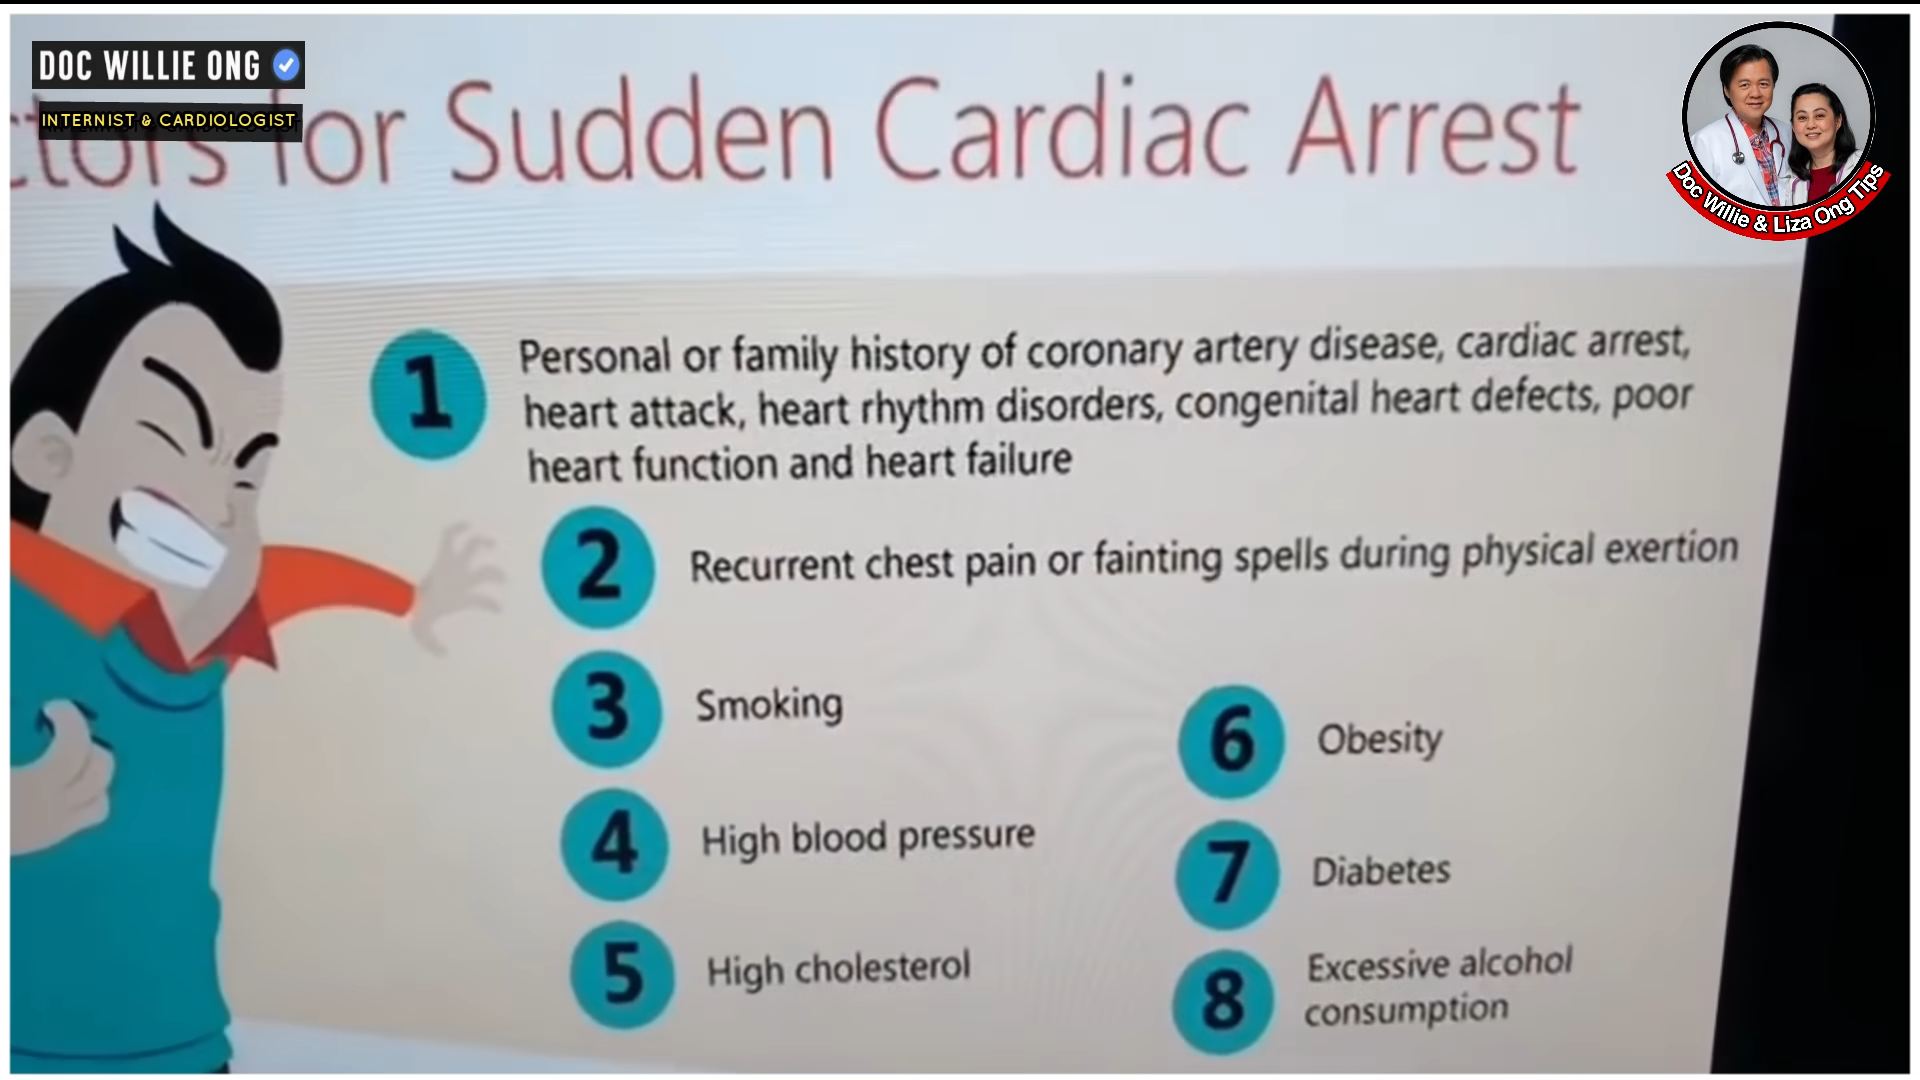 DOC WILLIE ONG
INTERNIST & CARDIOLOGIST
for Sudden Cardiac Arrest
Doc Willie & Liza Ong Tips
1 Personal or family history of coronary artery disease, cardiac arrest,
heart attack, heart rhythm disorders, congenital heart defects, poor
heart function and heart failure
2 Recurrent chest pain or fainting spells during physical exertion
3 Smoking
4 High blood pressure
5 High cholesterol
6 Obesity
7 Diabetes
8 Excessive alcohol
consumption